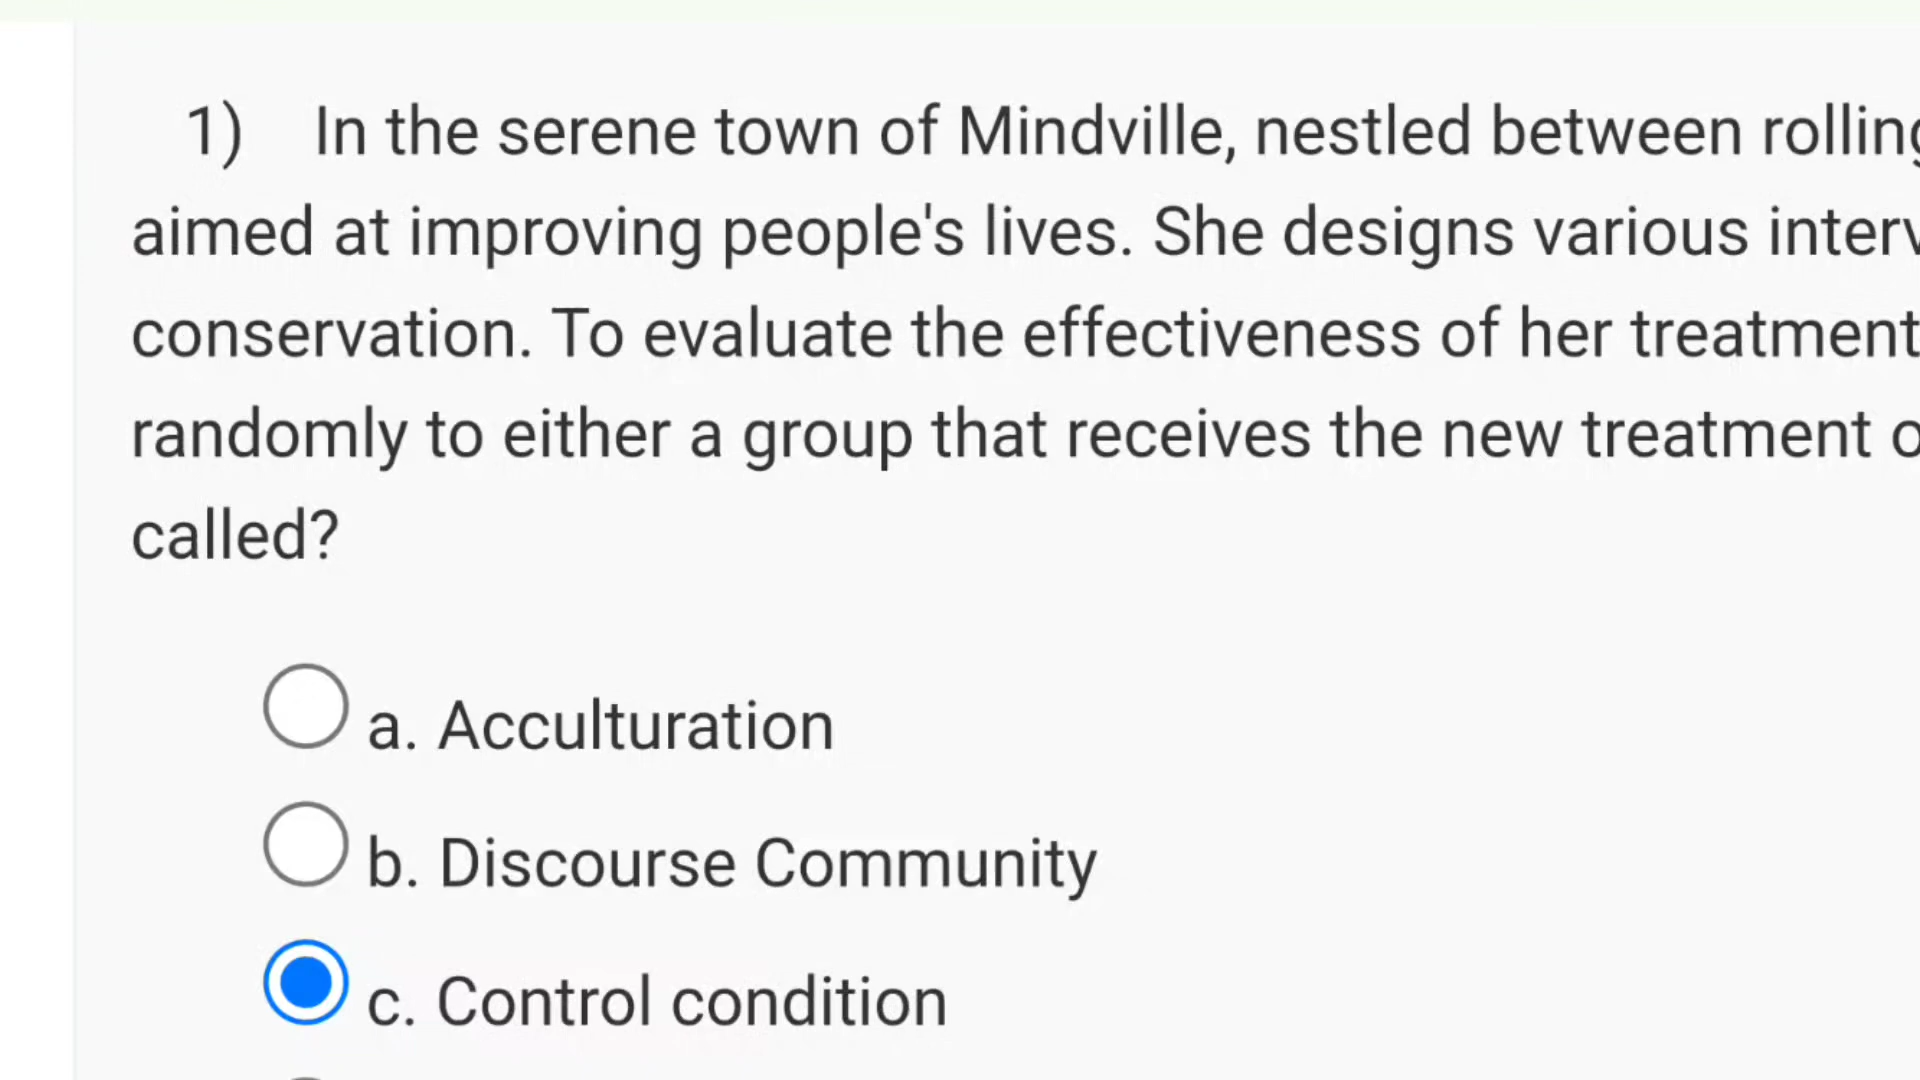 1) In the serene town of Mindville, nestled between
aimed at improving people's lives. She designs various
conservation. To evaluate the effectiveness of her treatment
randomly to either a group that receives the new treatment
called?
a. Acculturation
b. Discourse Community
c. Control condition